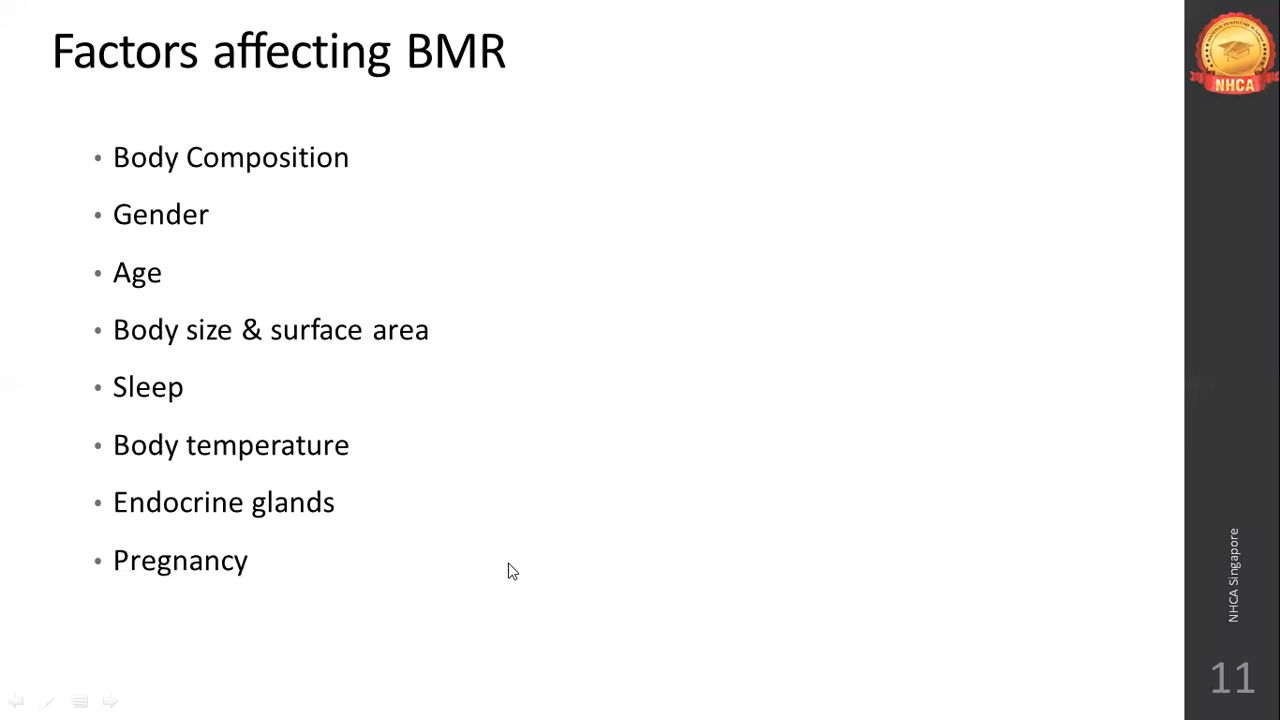 Factors affecting BMR
• Body Composition
• Gender
• Age
• Body size & surface area
• Sleep
• Body temperature
• Endocrine glands
• Pregnancy
NHCA
NHCA Singapore
11